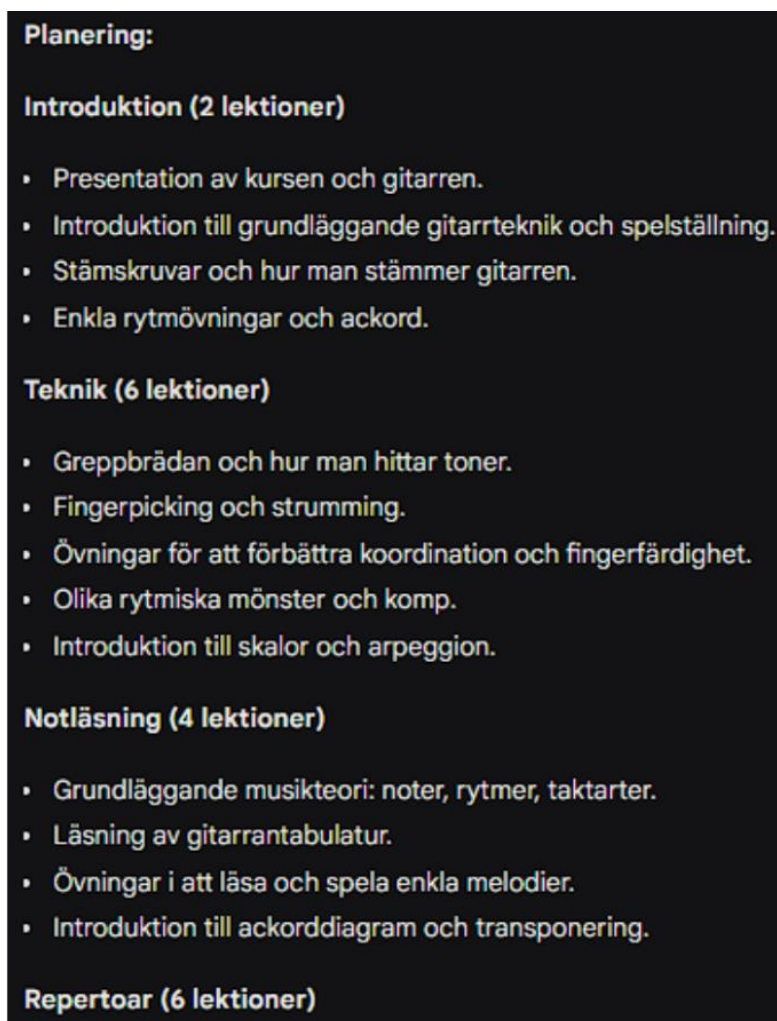 Planering:
Introduktion (2 lektioner)
• Presentation av kursen och gitarren.
• Introduktion till grundläggande gitarrteknik och spelställning.
• Stämskruvar och hur man stämmer gitarren.
• Enkla rytmövningar och ackord.
Teknik (6 lektioner)
• Greppbrädan och hur man hittar toner.
• Fingerpicking och strumming.
• Övningar för att förbättra koordination och fingerfärdighet.
• Olika rytmiska mönster och komp.
• Introduktion till skalor och arpeggion.
Notläsning (4 lektioner)
• Grundläggande musikteori: noter, rytmer, taktarter.
• Läsning av gitarrantabulatur.
• Övningar i att läsa och spela enkla melodier.
• Introduktion till ackorddiagram och transponering.
Repertoar (6 lektioner)